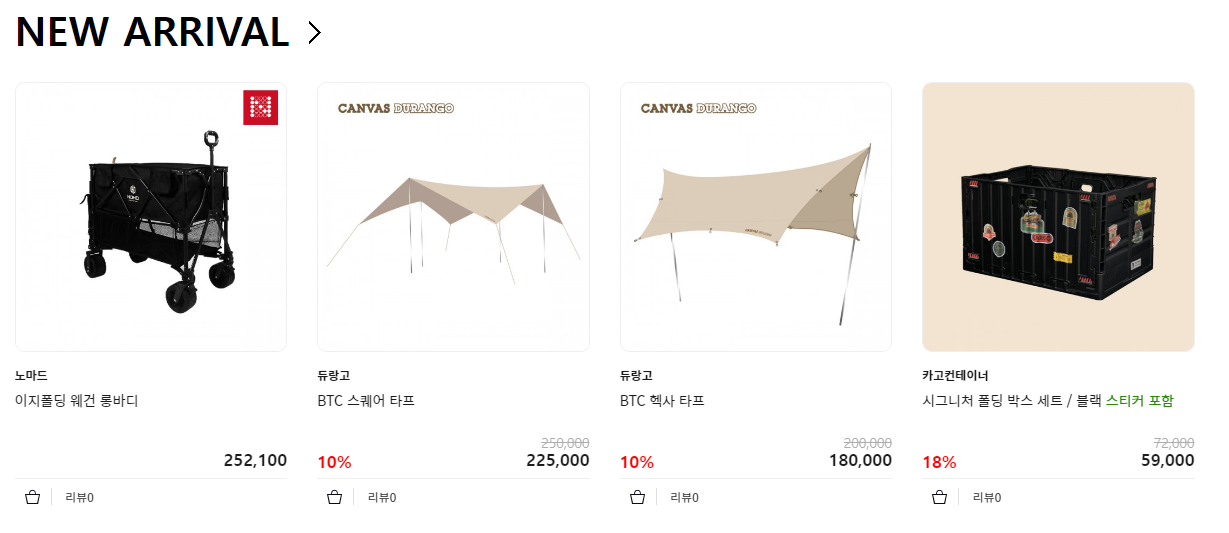 NEW ARRIVAL
CANVAS DURANGO
CANVAS DURANGO
NOMAD
노마드
이지폴딩 웨건 롱바디
252,100
리뷰0
듀랑고
BTC 스퀘어 타프
250,000
10% 225,000
리뷰0
듀랑고
BTC 헥사 타프
200,000
10% 180,000
리뷰0
카고컨테이너
시그니처 폴딩 박스 세트 / 블랙 스티커 포함
72,000
18% 59,000
리뷰0